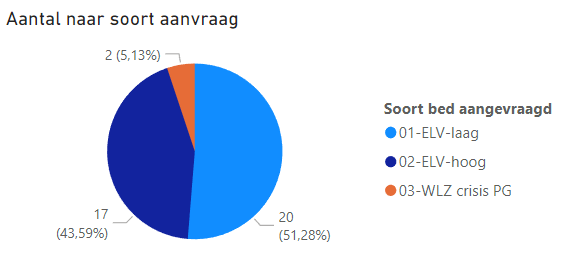 Aantal naar soort aanvraag
2 (5,13%)
Soort bed aangevraagd
01-ELV-laag
02-ELV-hoog
03-WLZ crisis PG
17
(43,59%)
20
(51,28%)